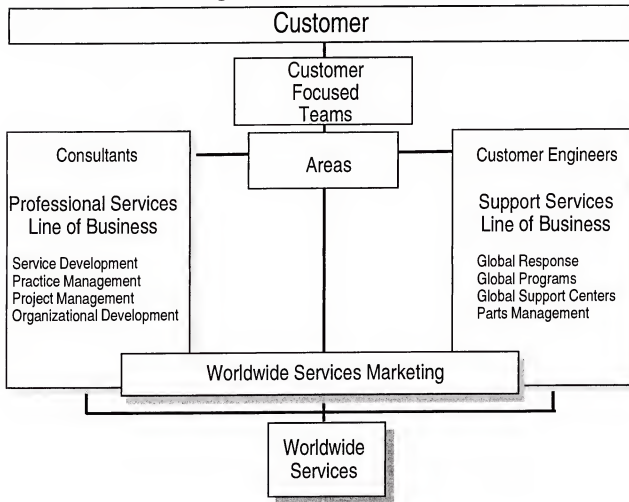 Customer
Customer
Focused
Teams
Areas
Consultants
Professional Services
Line of Business
Service Development
Practice Management
Project Management
Organizational Development
Customer Engineers
Support Services
Line of Business
Global Response
Global Programs
Global Support Centers
Parts Management
Worldwide Services Marketing
Worldwide
Services